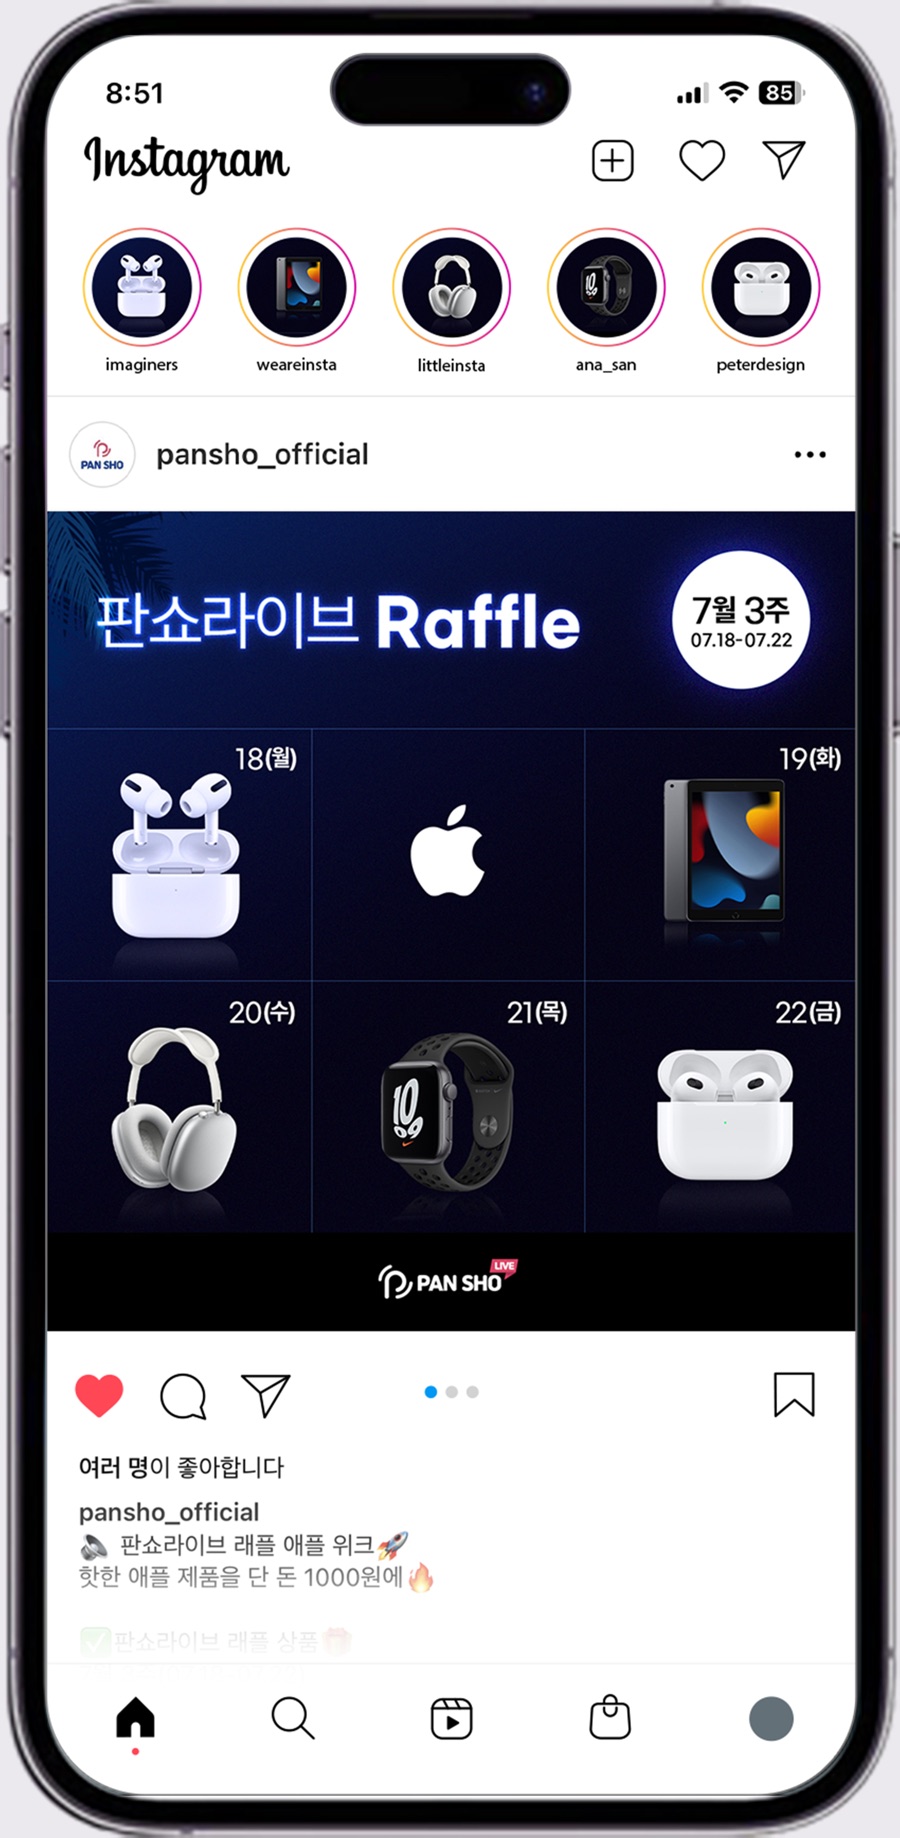 8:51
85
Instagram
imaginers
weareinsta
littleinsta
ana_san
peterdesign
PAN SHO
pansho_official
판쇼라이브 Raffle
7월 3주
07.18-07.22
18(월)
19(화)
20(수)
21(목)
10
09
22(금)
PAN SHO LIVE
여러 명이 좋아합니다
pansho_official
판쇼라이브 래플 애플 위크
핫한 애플 제품을 단 돈 1000원에
판쇼라이브 래플 상품